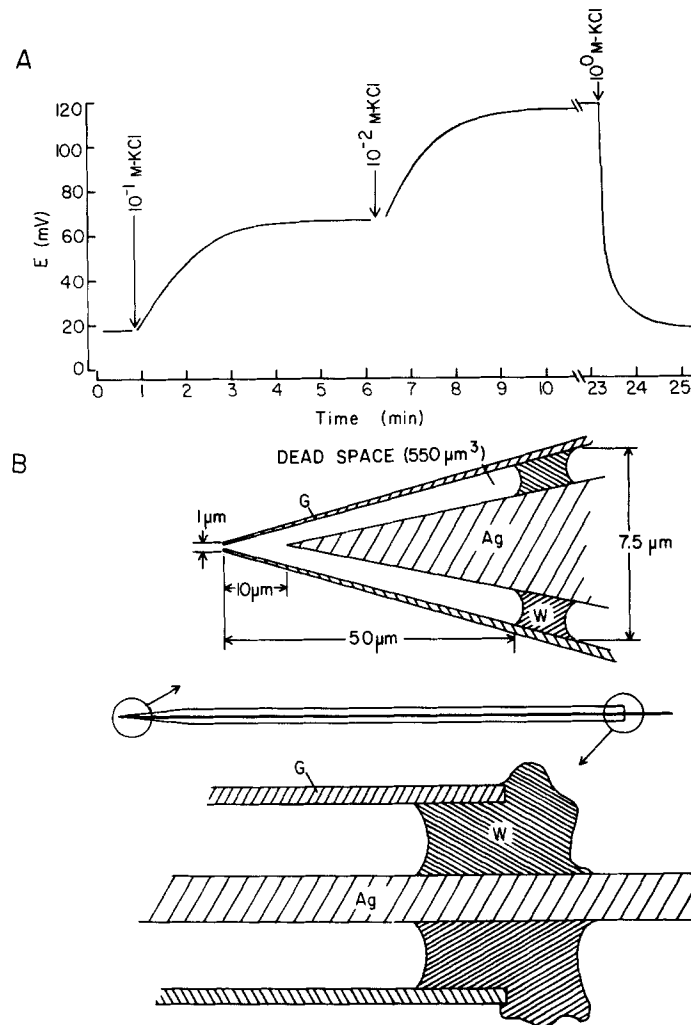 A
E (mV)
120
100
80
60
40
20
0
10⁻¹ M-KCl
10⁻² M-KCl
10⁰ M-KCl
0 1 2 3 4 5 6 7 8 9 10 23 24 25
Time (min)
B
DEAD SPACE (550 μm³)
G
1μm
Ag
7.5 μm
10μm
W
50μm
G
W
Ag